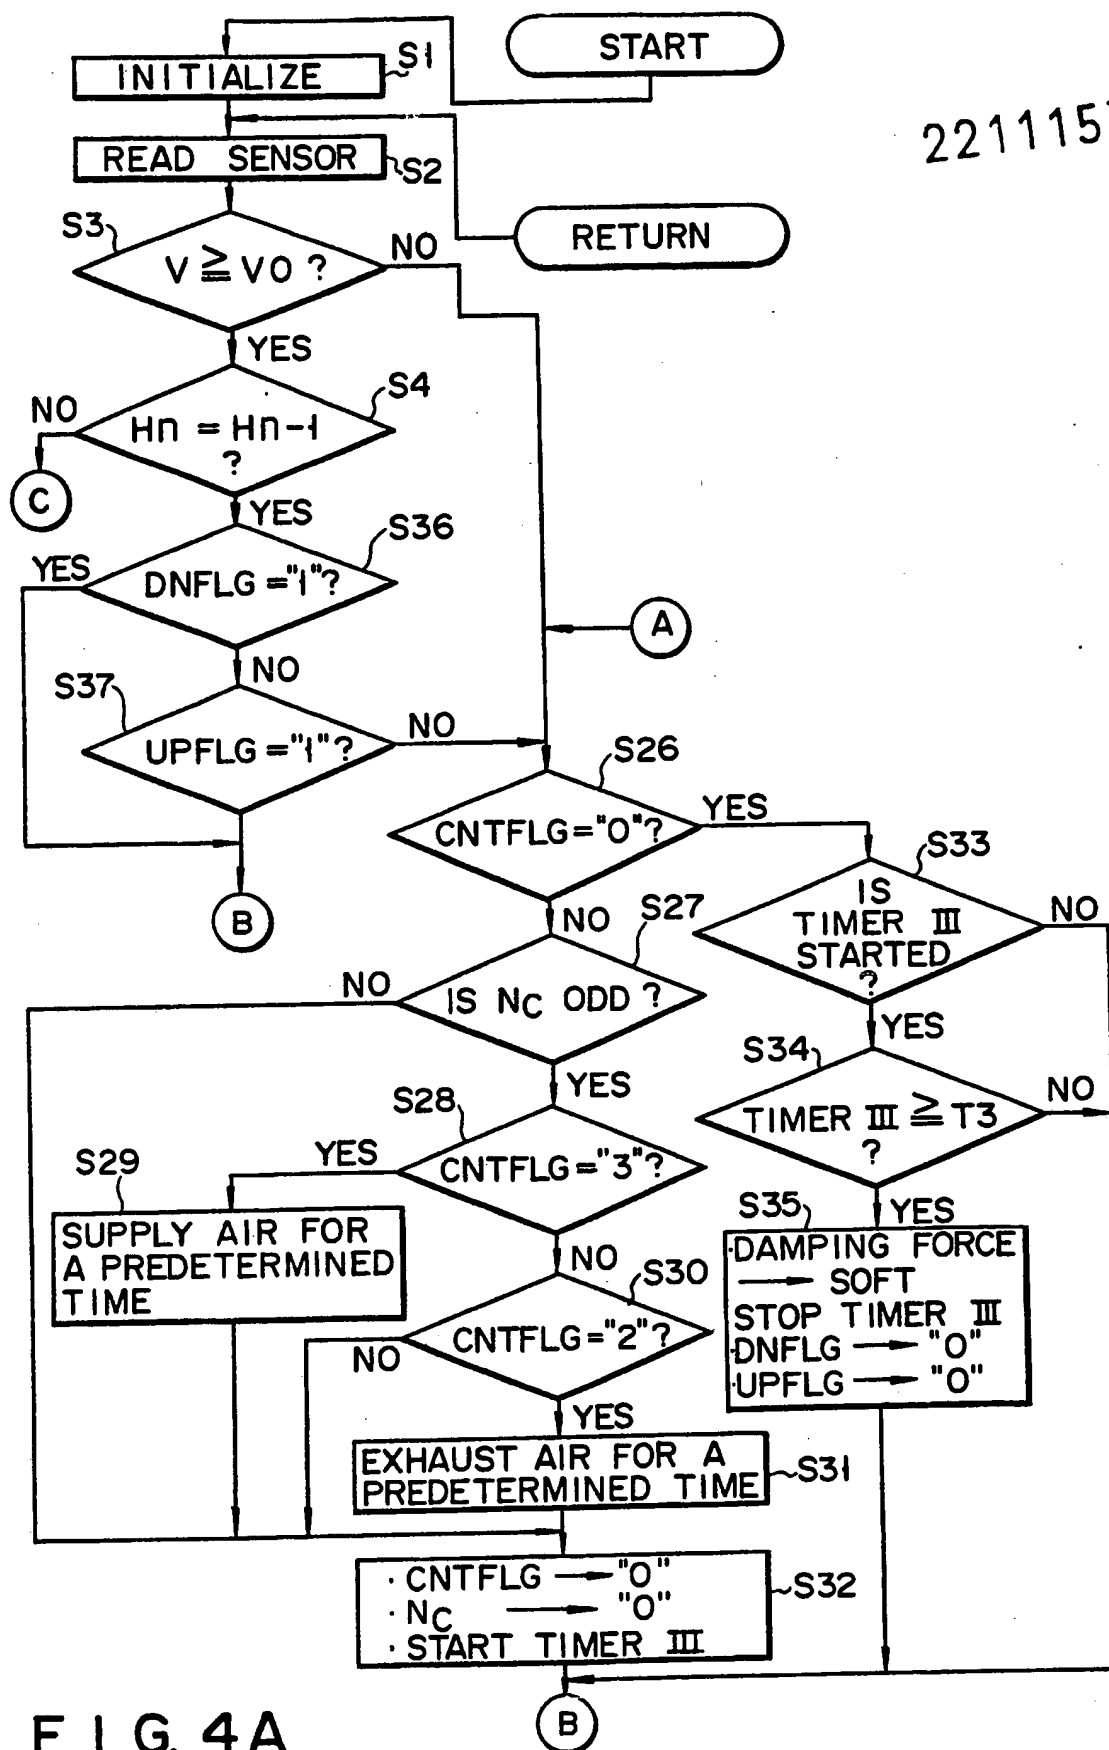 START
S1
INITIALIZE
2211157
READ SENSOR
S2
RETURN
S3
V ≧ V0 ?
NO
YES
S4
NO
Hn = Hn-1
?
C
YES
S36
YES
DNFLG = "1" ?
A
NO
S37
UPFLG = "1" ?
NO
S26
CNTFLG = "0" ?
YES
S33
IS
TIMER III
STARTED
?
NO
B
NO
S27
NO
IS NC ODD ?
YES
S34
TIMER III ≧ T3
?
NO
YES
S28
CNTFLG = "3" ?
YES
S29
SUPPLY AIR FOR
A PREDETERMINED
TIME
NO
S30
CNTFLG = "2" ?
NO
YES
S35
YES
· DAMPING FORCE
→ SOFT
STOP TIMER III
· DNFLG → "0"
· UPFLG → "0"
EXHAUST AIR FOR A
PREDETERMINED TIME
S31
· CNTFLG → "0"
· NC → "0"
· START TIMER III
S32
B
FIG. 4A